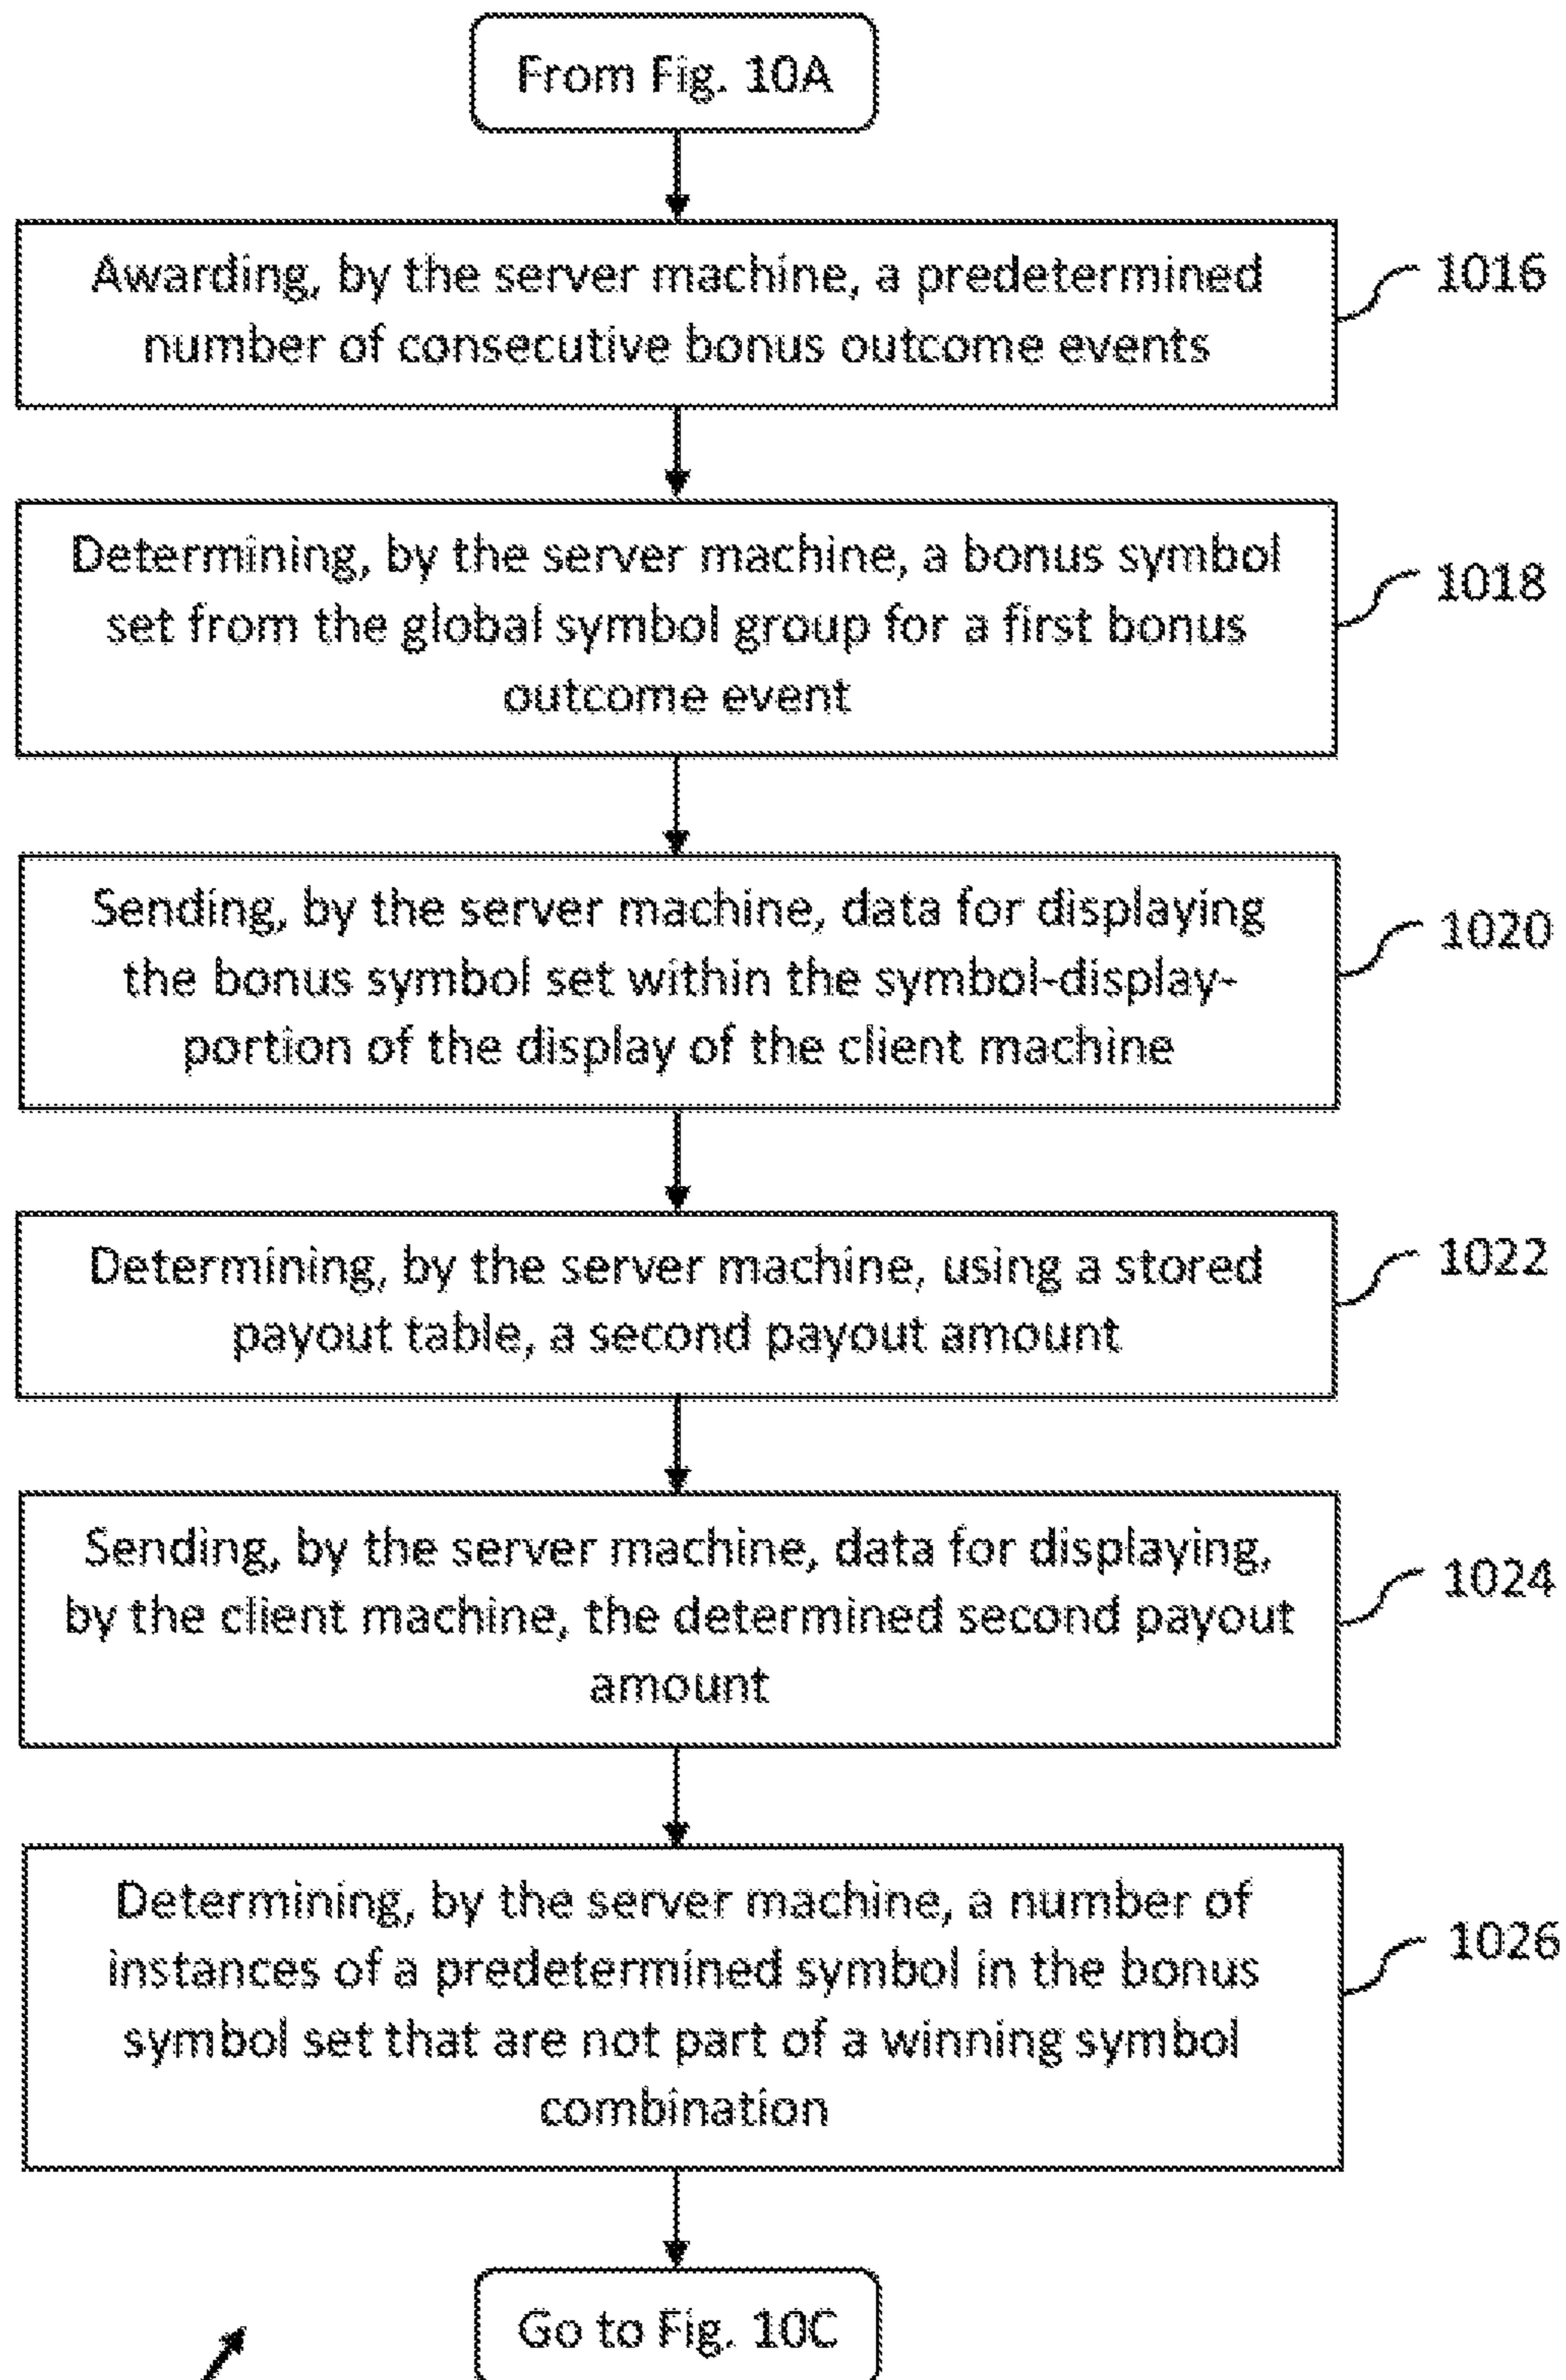 From Fig. 10A
Awarding, by the server machine, a predetermined
number of consecutive bonus outcome events
1016
Determining, by the server machine, a bonus symbol
set from the global symbol group for a first bonus
outcome event
1018
Sending, by the server machine, data for displaying
the bonus symbol set within the symbol-display-
portion of the display of the client machine
1020
Determining, by the server machine, using a stored
payout table, a second payout amount
1022
Sending, by the server machine, data for displaying,
by the client machine, the determined second payout
amount
1024
Determining, by the server machine, a number of
instances of a predetermined symbol in the bonus
symbol set that are not part of a winning symbol
combination
1026
Go to Fig. 10C